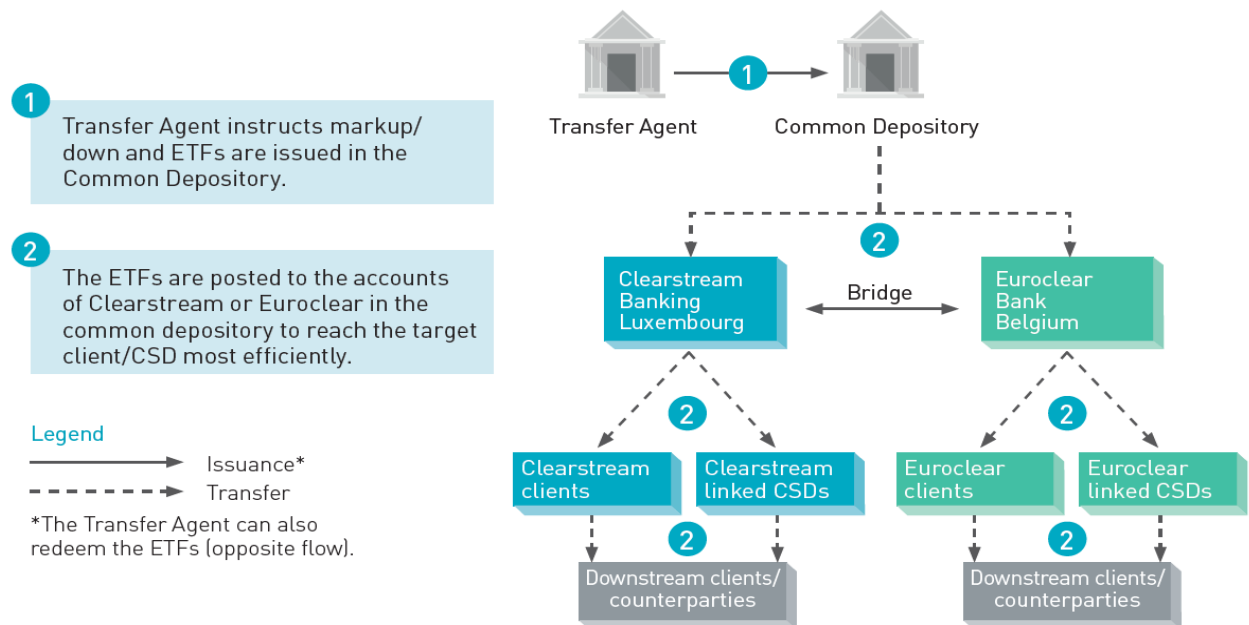 1
Transfer Agent
Common Depository
1
Transfer Agent instructs markup/
down and ETFs are issued in the
Common Depository.
2
The ETFs are posted to the accounts
of Clearstream or Euroclear in the
common depository to reach the target
client/CSD most efficiently.
2
Clearstream
Banking
Luxembourg
Bridge
Euroclear
Bank
Belgium
2
2
Legend
Issuance*
Transfer
*The Transfer Agent can also
redeem the ETFs (opposite flow).
Clearstream
clients
Clearstream
linked CSDs
Euroclear
clients
Euroclear
linked CSDs
2
2
Downstream clients/
counterparties
Downstream clients/
counterparties